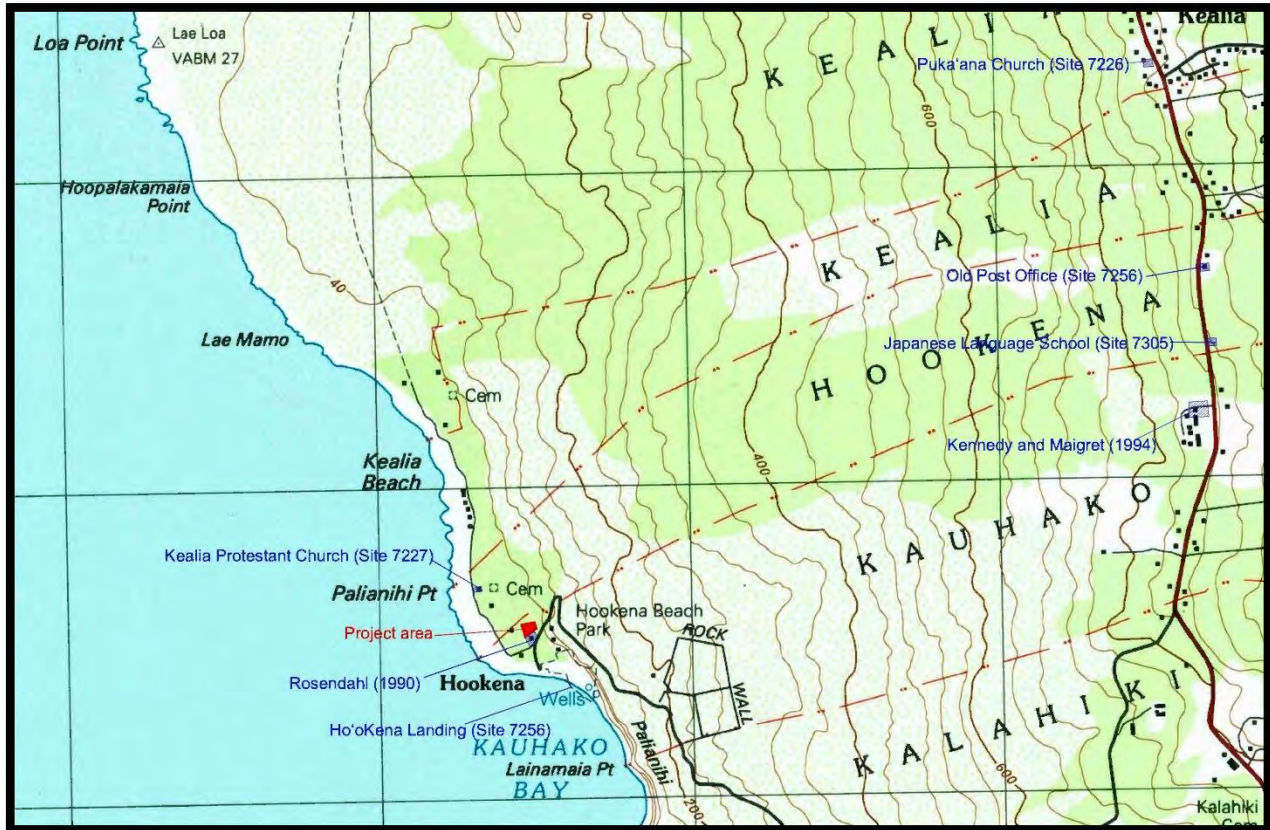 Kealia
Loa Point
Lae Loa
VABM 27
K E A L I A
Puka'ana Church (Site 7226)
600
Hoopalakamaia
Point
K E A L I A
Old Post Office (Site 7256)
40
Lae Mamo
H O O K E N A
Japanese Language School (Site 7305)
Cem
Kealia
Beach
400
Kennedy and Maigret (1994)
K A U H A K O
Kealia Protestant Church (Site 7227)
Cem
Palianihi Pt
Hookena Beach
Park
Project area
ROCK
WALL
Rosendahl (1990)
Hookena
Wells
Ho'oKena Landing (Site 7256)
KAUHAKO
BAY
Palianihi
Lainamaia Pt
K A L A H I K I
600
200
Kalahiki
Cem